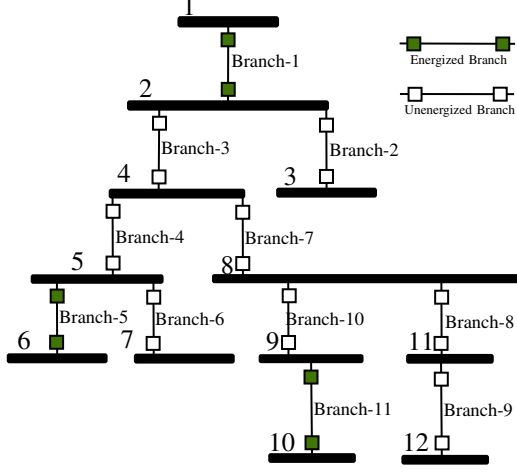 1
Branch-1
Energized Branch
2
Unenergized Branch
Branch-3
Branch-2
4
3
Branch-4
Branch-7
5
8
Branch-5
Branch-6
Branch-10
Branch-8
6
7
9
11
Branch-11
Branch-9
10
12